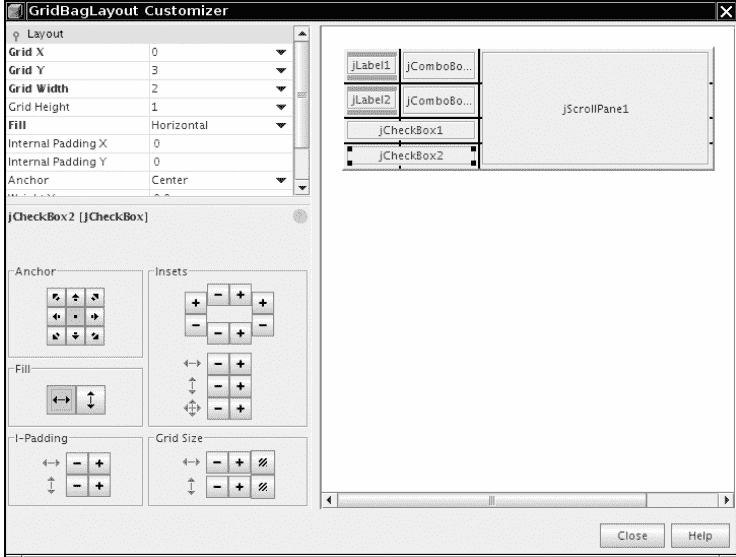 GridBagLayout Customizer
Layout
Grid X 0
Grid Y 3
Grid Width 2
Grid Height 1
Fill Horizontal
Internal Padding X 0
Internal Padding Y 0
Anchor Center
jCheckBox2 [JCheckBox]
Anchor
Insets
Fill
I-Padding
Grid Size
jLabel1 jComboBo...
jLabel2 jComboBo...
jCheckBox1
jCheckBox2
jScrollPane1
Close Help